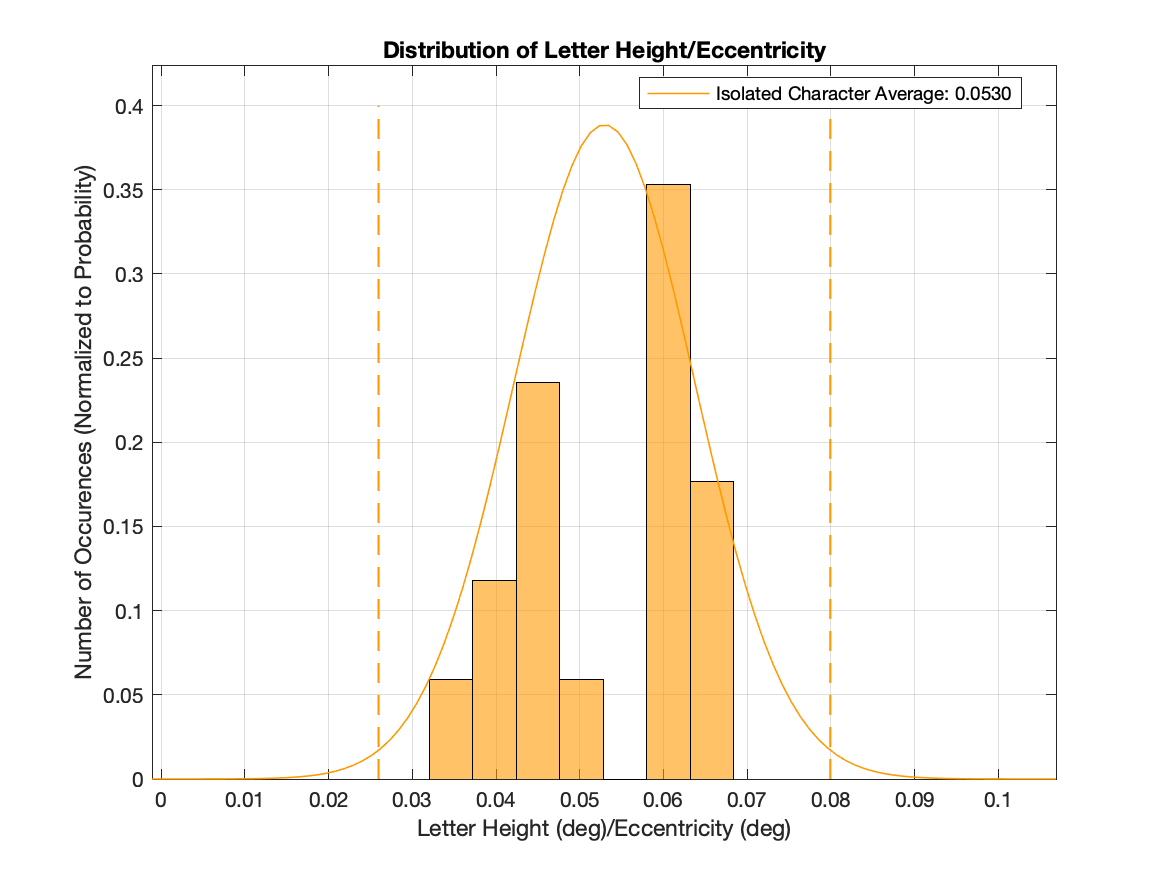 Distribution of Letter Height/Eccentricity
Isolated Character Average: 0.0530
Number of Occurences (Normalized to Probability)
0.4
0.35
0.3
0.25
0.2
0.15
0.1
0.05
0
0 0.01 0.02 0.03 0.04 0.05 0.06 0.07 0.08 0.09 0.1
Letter Height (deg)/Eccentricity (deg)